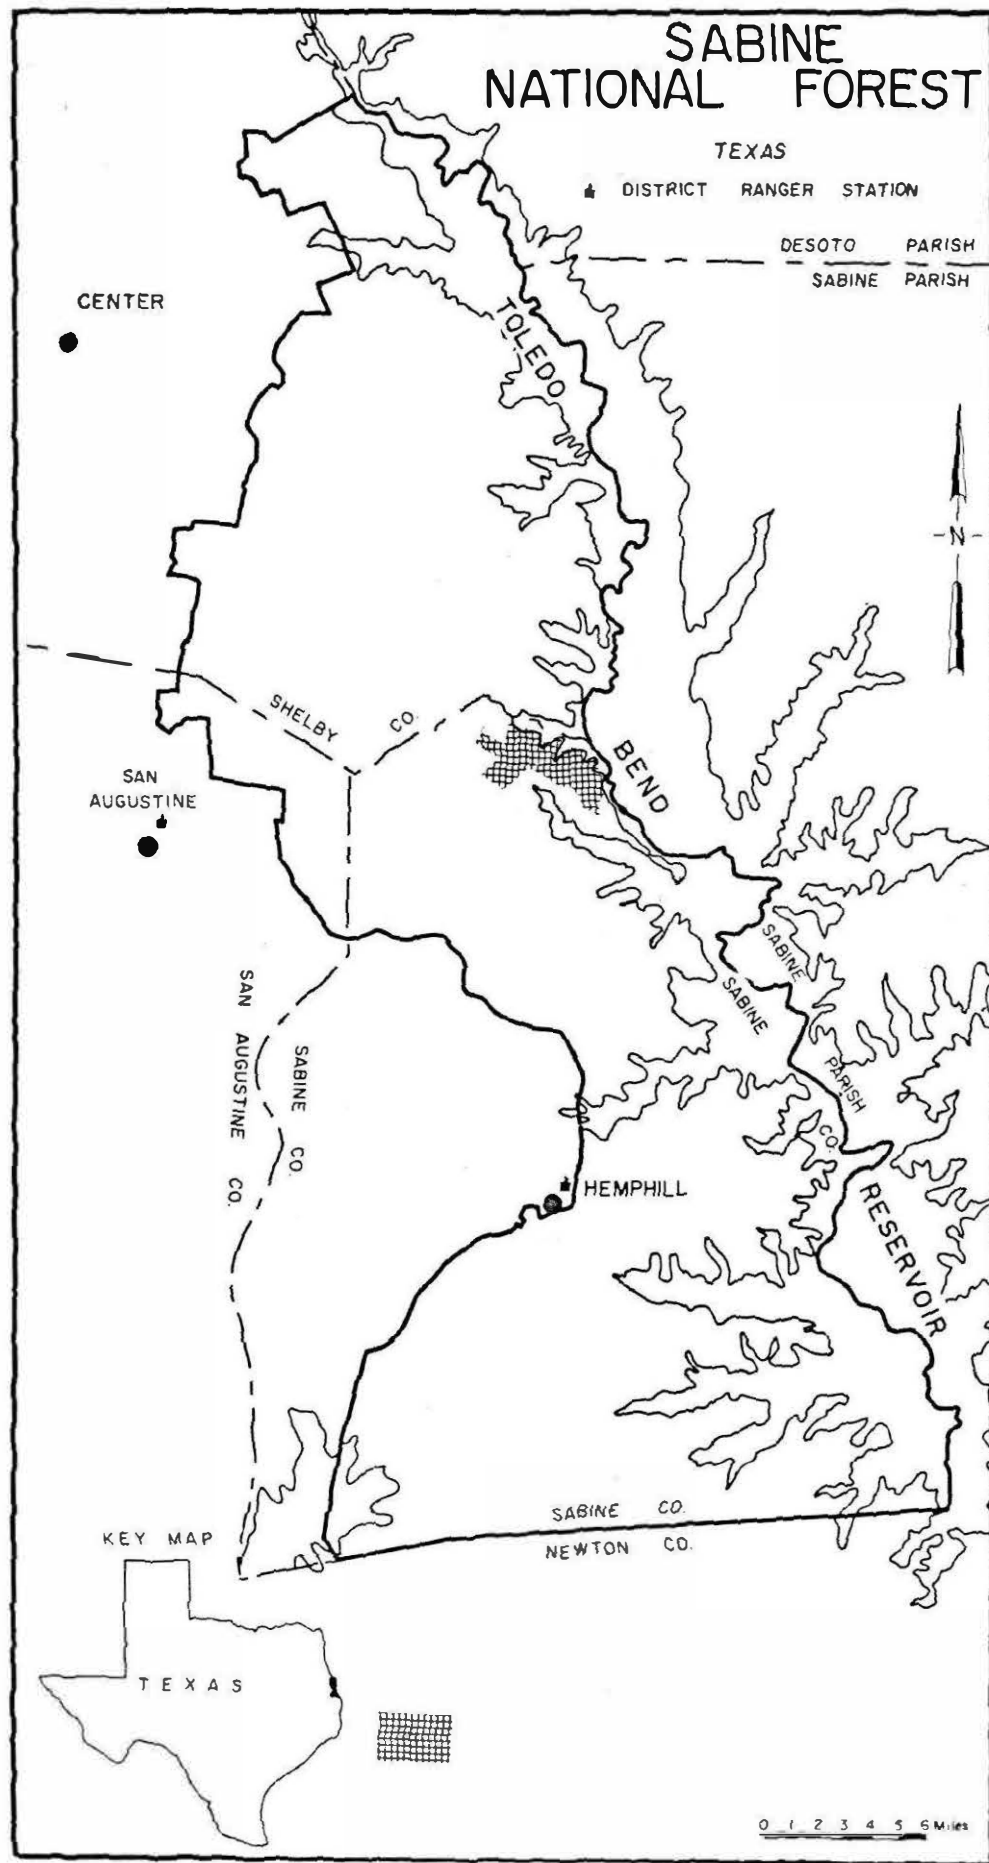 SABINE
NATIONAL FOREST
TEXAS
DISTRICT RANGER STATION
DESOTO PARISH
SABINE PARISH
CENTER
TOLEDO
-N-
SHELBY CO.
BEND
SAN
AUGUSTINE
SABINE
SABINE
PARISH
CO.
SAN AUGUSTINE CO.
SABINE CO.
HEMPHILL
RESERVOIR
SABINE CO.
NEWTON CO.
KEY MAP
TEXAS
0 1 2 3 4 5 6 Miles